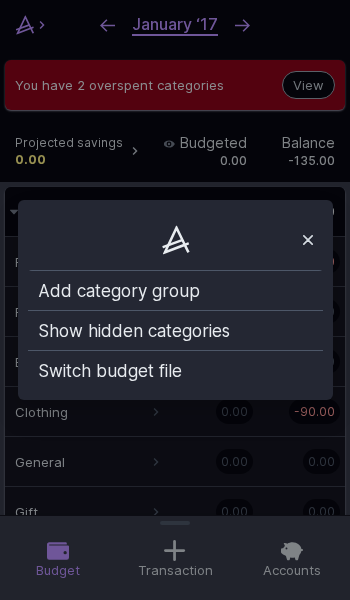 January ‘17
You have 2 overspent categories
View
Projected savings
0.00
Budgeted
0.00
Balance
-135.00
Add category group
Show hidden categories
Switch budget file
Clothing
0.00
-90.00
General
0.00
0.00
Gift
0.00
0.00
Budget
Transaction
Accounts